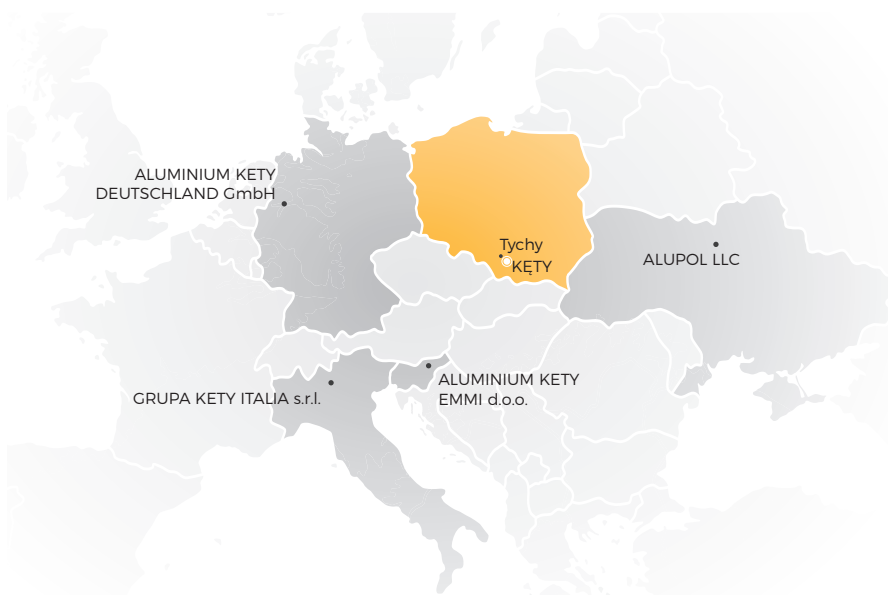 ALUMINIUM KETY
DEUTSCHLAND GmbH
Tychy
KĘTY
ALUPOL LLC
ALUMINIUM KETY
EMMI d.o.o.
GRUPA KETY ITALIA s.r.l.